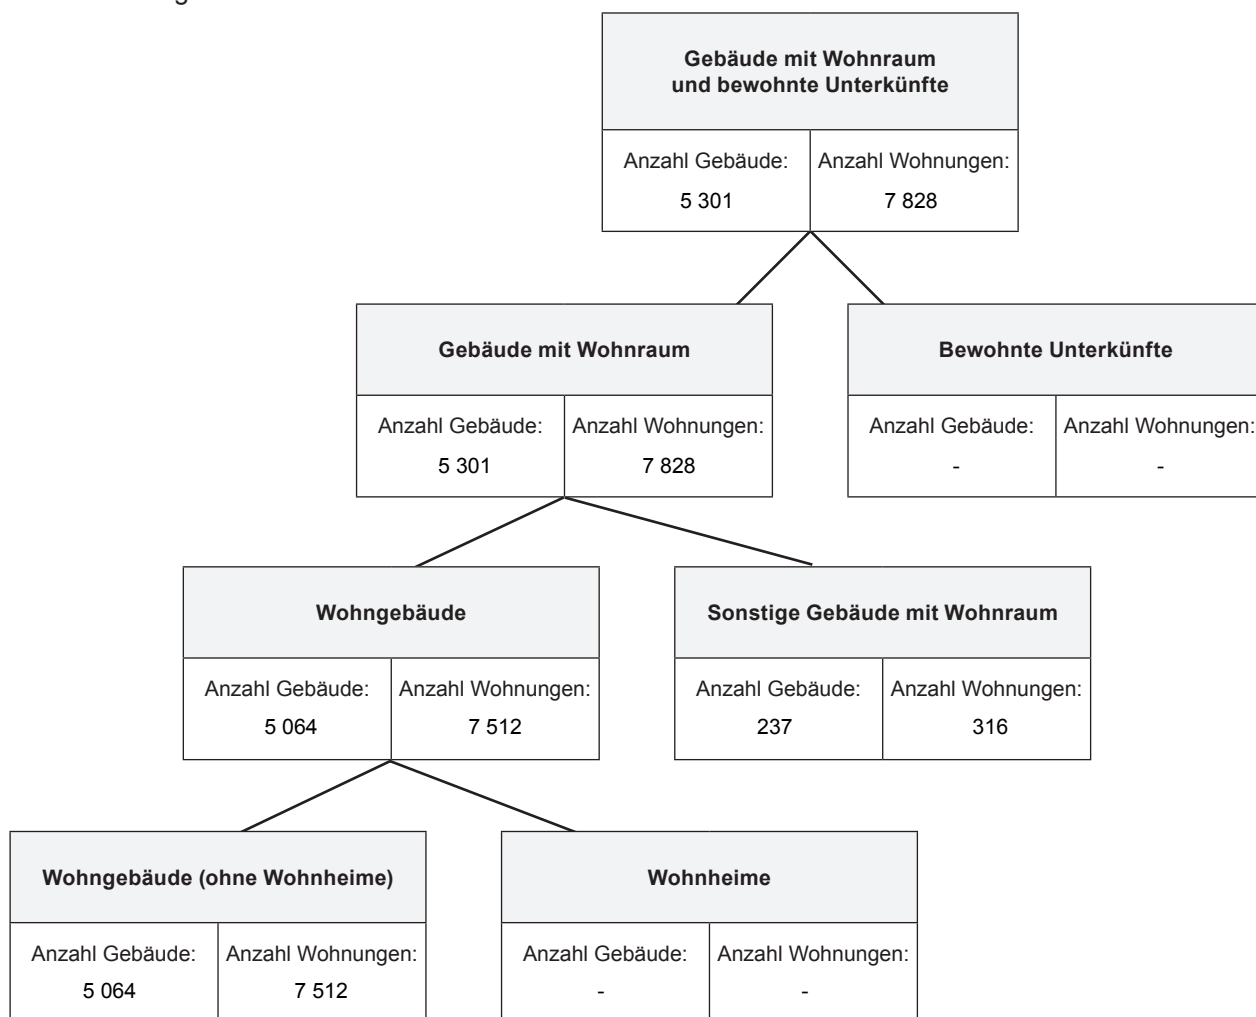 Gebäude mit Wohnraum
und bewohnte Unterkünfte
Anzahl Gebäude: Anzahl Wohnungen:
5 301 7 828
Gebäude mit Wohnraum
Anzahl Gebäude: Anzahl Wohnungen:
5 301 7 828
Bewohnte Unterkünfte
Anzahl Gebäude: Anzahl Wohnungen:
- -
Wohngebäude
Anzahl Gebäude: Anzahl Wohnungen:
5 064 7 512
Sonstige Gebäude mit Wohnraum
Anzahl Gebäude: Anzahl Wohnungen:
237 316
Wohngebäude (ohne Wohnheime)
Anzahl Gebäude: Anzahl Wohnungen:
5 064 7 512
Wohnheime
Anzahl Gebäude: Anzahl Wohnungen:
- -